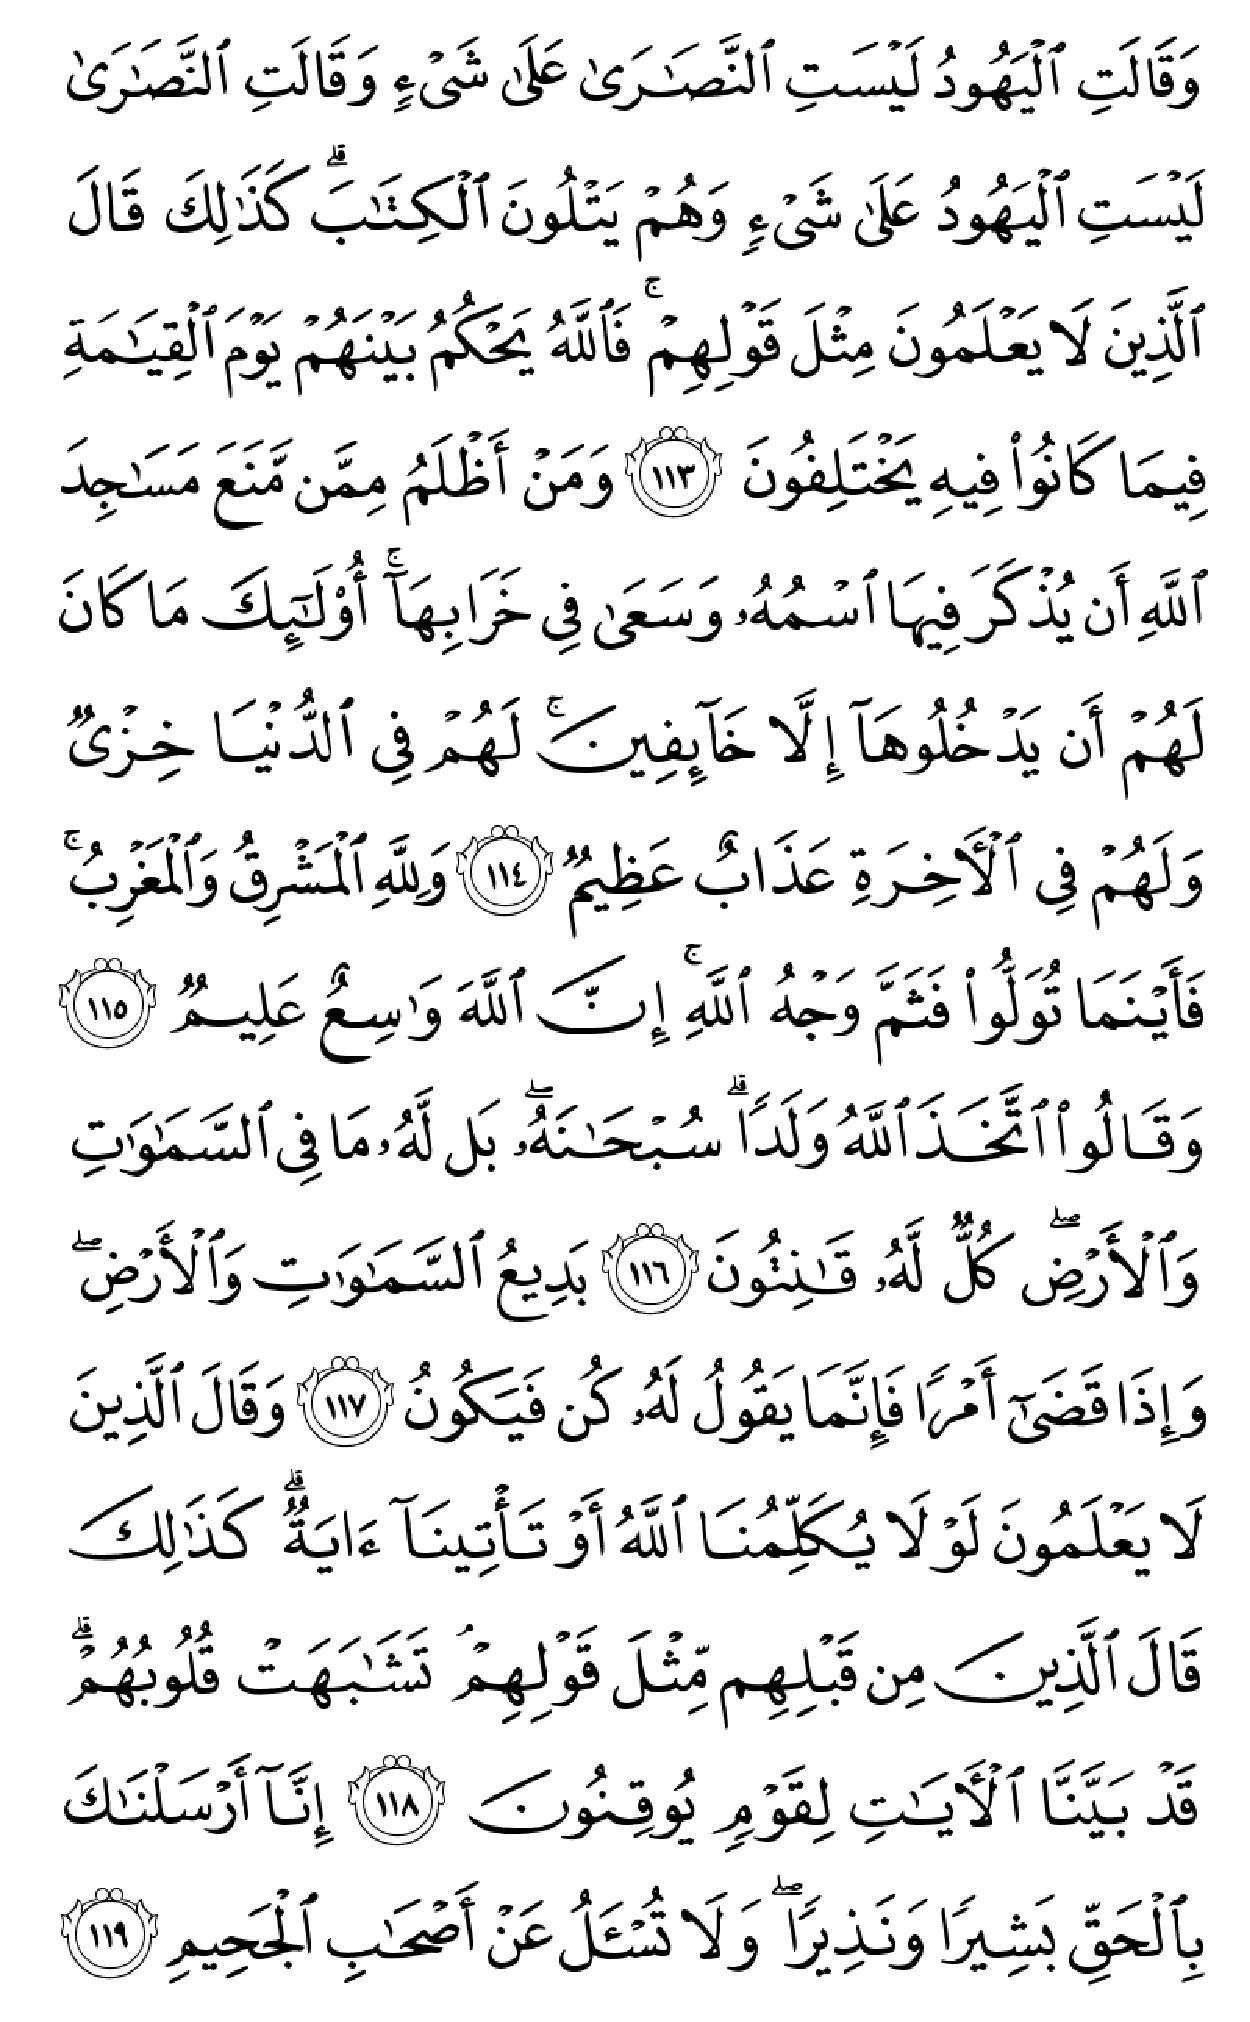 وَقَالَتِ ٱلْيَهُودُ لَيْسَتِ ٱلنَّصَـٰرَىٰ عَلَىٰ شَىْءٍ وَقَالَتِ ٱلنَّصَـٰرَىٰ
لَيْسَتِ ٱلْيَهُودُ عَلَىٰ شَىْءٍ وَهُمْ يَتْلُونَ ٱلْكِتَـٰبَ ۗ كَذَٰلِكَ قَالَ
ٱلَّذِينَ لَا يَعْلَمُونَ مِثْلَ قَوْلِهِمْ ۚ فَٱللَّهُ يَحْكُمُ بَيْنَهُمْ يَوْمَ ٱلْقِيَـٰمَةِ
فِيمَا كَانُوا۟ فِيهِ يَخْتَلِفُونَ ١١٣ وَمَنْ أَظْلَمُ مِمَّن مَّنَعَ مَسَـٰجِدَ
ٱللَّهِ أَن يُذْكَرَ فِيهَا ٱسْمُهُۥ وَسَعَىٰ فِى خَرَابِهَآ ۚ أُو۟لَـٰٓئِكَ مَا كَانَ
لَهُمْ أَن يَدْخُلُوهَآ إِلَّا خَآئِفِينَ ۚ لَهُمْ فِى ٱلدُّنْيَا خِزْىٌ
وَلَهُمْ فِى ٱلْـَٔاخِرَةِ عَذَابٌ عَظِيمٌ ١١٤ وَلِلَّهِ ٱلْمَشْرِقُ وَٱلْمَغْرِبُ ۚ
فَأَيْنَمَا تُوَلُّوا۟ فَثَمَّ وَجْهُ ٱللَّهِ ۚ إِنَّ ٱللَّهَ وَٰسِعٌ عَلِيمٌ ١١٥
وَقَالُوا۟ ٱتَّخَذَ ٱللَّهُ وَلَدًا ۗ سُبْحَـٰنَهُۥ ۖ بَل لَّهُۥ مَا فِى ٱلسَّمَـٰوَٰتِ
وَٱلْأَرْضِ ۖ كُلٌّ لَّهُۥ قَـٰنِتُونَ ١١٦ بَدِيعُ ٱلسَّمَـٰوَٰتِ وَٱلْأَرْضِ ۖ
وَإِذَا قَضَىٰٓ أَمْرًا فَإِنَّمَا يَقُولُ لَهُۥ كُن فَيَكُونُ ١١٧ وَقَالَ ٱلَّذِينَ
لَا يَعْلَمُونَ لَوْلَا يُكَلِّمُنَا ٱللَّهُ أَوْ تَأْتِينَآ ءَايَةٌ ۗ كَذَٰلِكَ
قَالَ ٱلَّذِينَ مِن قَبْلِهِم مِّثْلَ قَوْلِهِمْ ۘ تَشَـٰبَهَتْ قُلُوبُهُمْ ۗ
قَدْ بَيَّنَّا ٱلْـَٔايَـٰتِ لِقَوْمٍ يُوقِنُونَ ١١٨ إِنَّآ أَرْسَلْنَـٰكَ
بِٱلْحَقِّ بَشِيرًا وَنَذِيرًا ۖ وَلَا تُسْـَٔلُ عَنْ أَصْحَـٰبِ ٱلْجَحِيمِ ١١٩